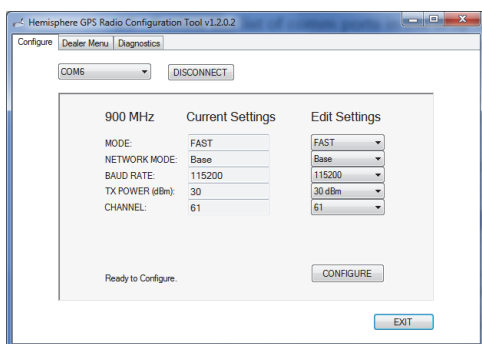 Hemisphere GPS Radio Configuration Tool v1.2.0.2
Configure Dealer Menu Diagnostics
COM6 DISCONNECT
900 MHz Current Settings Edit Settings
MODE: FAST FAST
NETWORK MODE: Base Base
BAUD RATE: 115200 115200
TX POWER (dBm): 30 30 dBm
CHANNEL: 61 61
Ready to Configure. CONFIGURE
EXIT